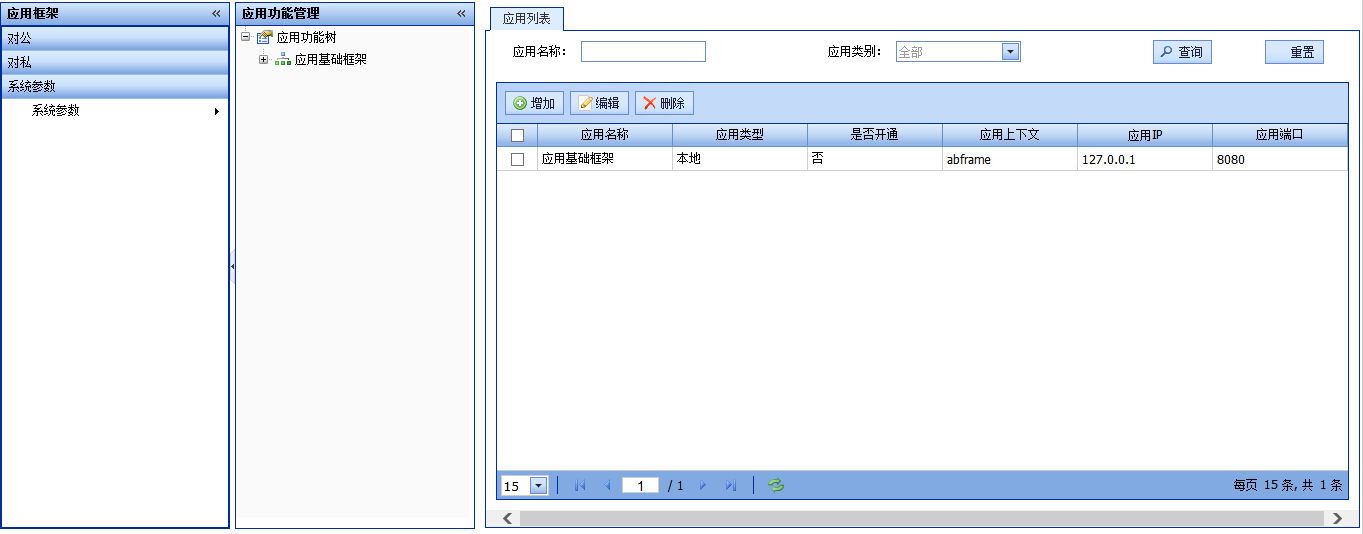 应用框架
对公
对私
系统参数
系统参数
应用功能管理
应用功能树
应用基础框架
应用列表
应用名称： 应用类别： 全部 查询 重置
增加 编辑 删除
应用名称 应用类型 是否开通 应用上下文 应用IP 应用端口
应用基础框架 本地 否 abframe 127.0.0.1 8080
15 1 / 1 每页 15 条, 共 1 条